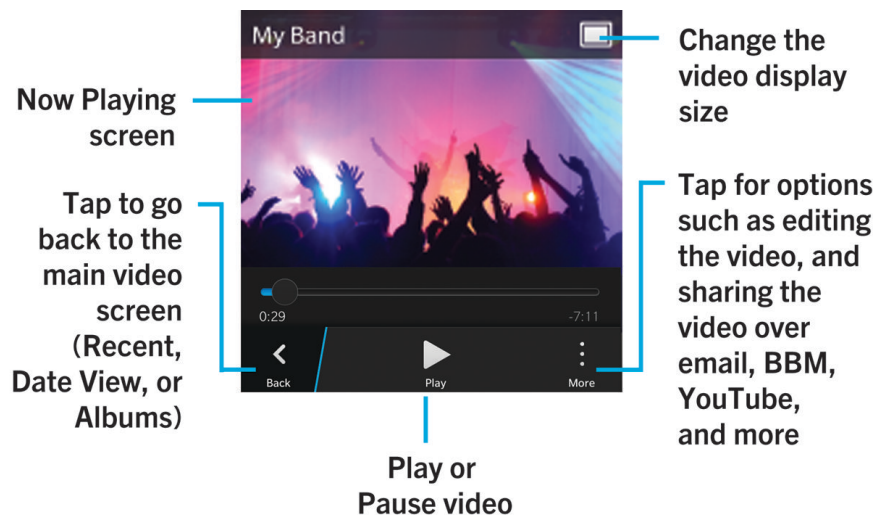 My Band
Change the
video display
size
Now Playing
screen
Tap to go
back to the
main video
screen
(Recent,
Date View, or
Albums)
Tap for options
such as editing
the video, and
sharing the
video over
email, BBM,
YouTube,
and more
0:29
-7:11
Back
Play
More
Play or
Pause video